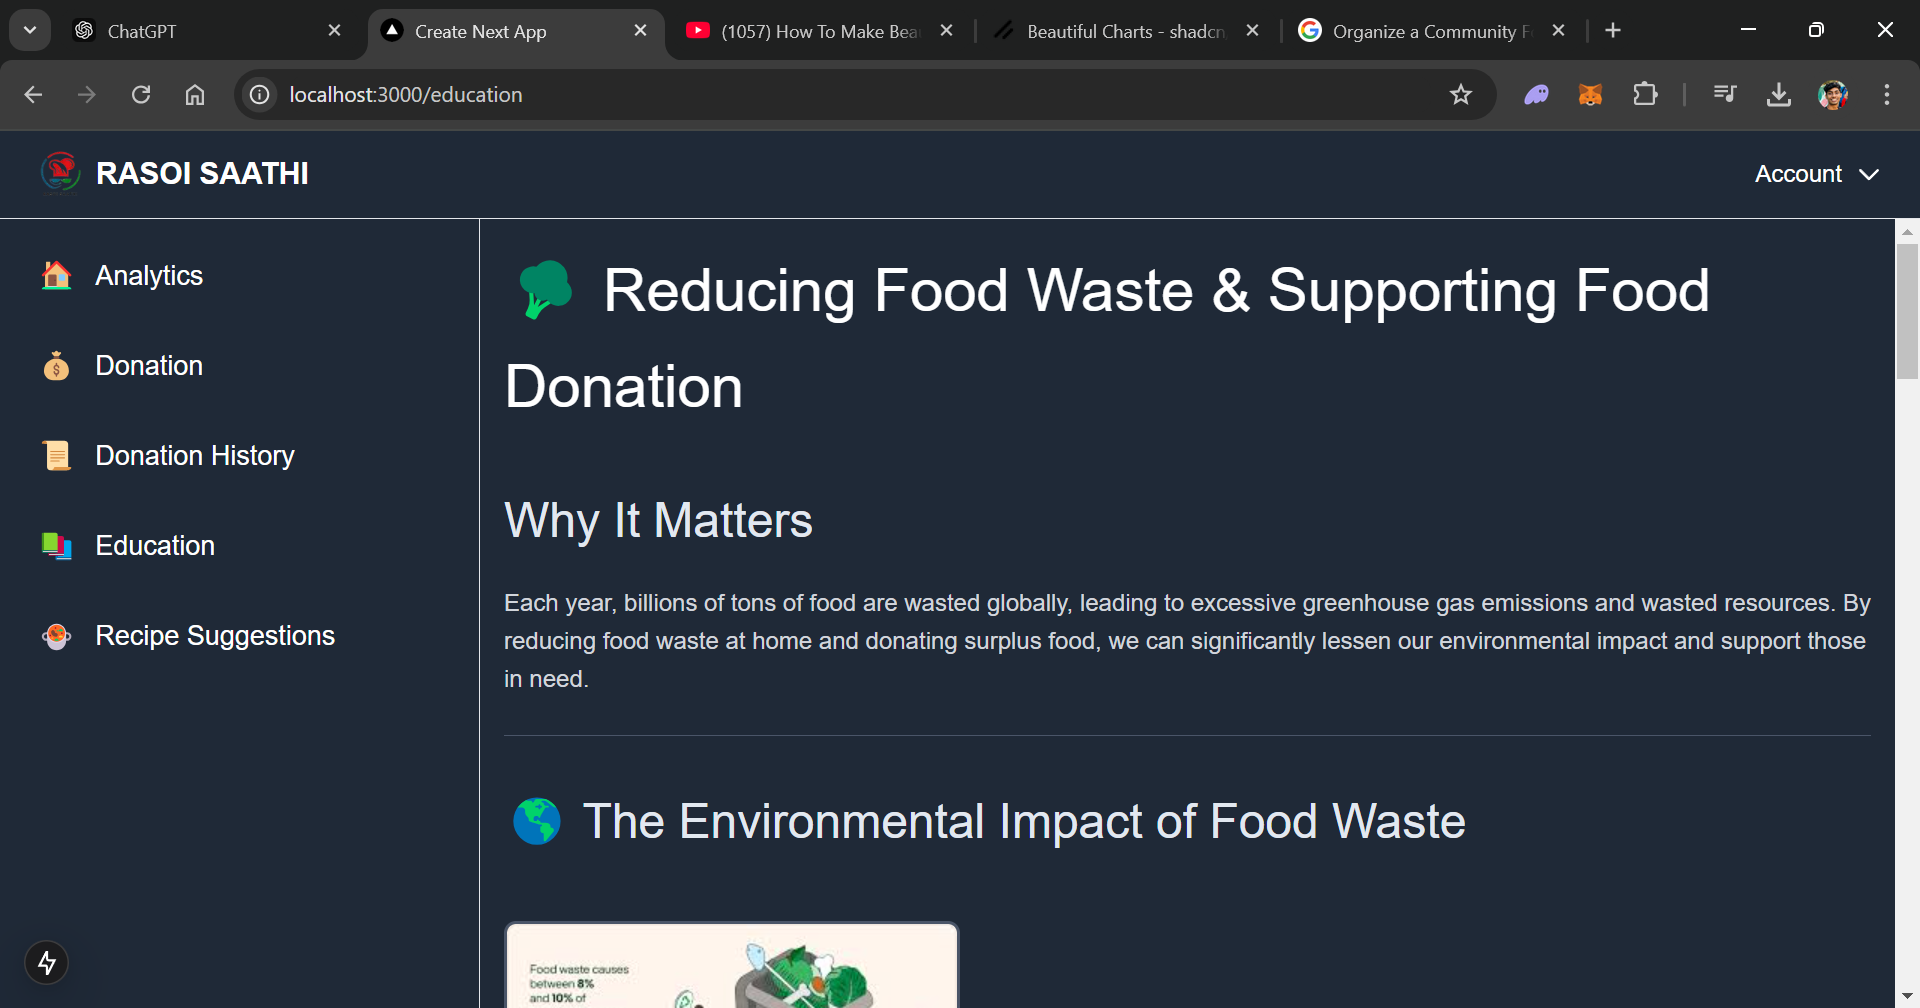 ChatGPT
Create Next App
(1057) How To Make Bea
Beautiful Charts - shadcn
Organize a Community F
localhost:3000/education
RASOI SAATHI
Account
Analytics
Donation
Donation History
Education
Recipe Suggestions
Reducing Food Waste & Supporting Food
Donation
Why It Matters
Each year, billions of tons of food are wasted globally, leading to excessive greenhouse gas emissions and wasted resources. By
reducing food waste at home and donating surplus food, we can significantly lessen our environmental impact and support those
in need.
The Environmental Impact of Food Waste
Food waste causes
between 8%
and 10% of